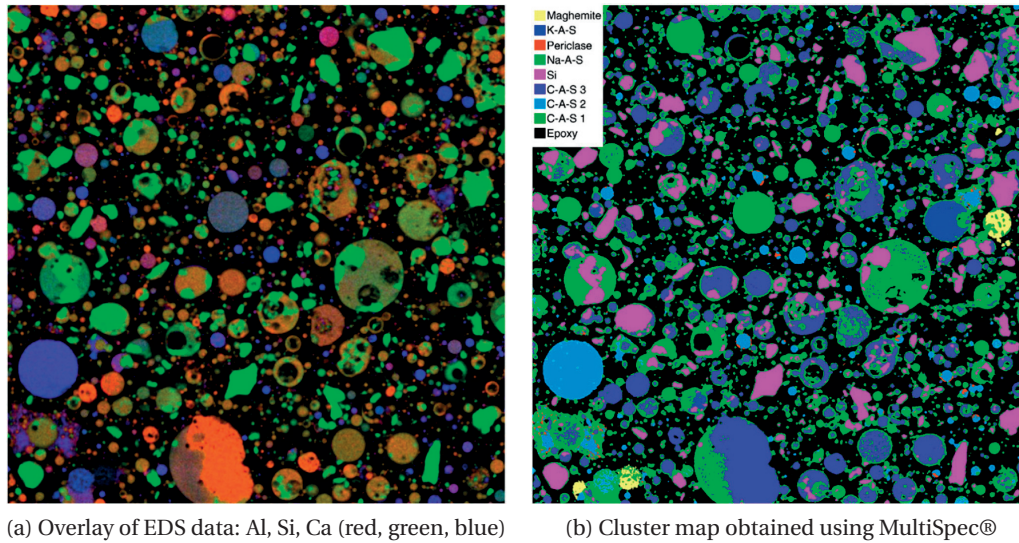 Maghemite
K-A-S
Periclase
Na-A-S
Si
C-A-S 3
C-A-S 2
C-A-S 1
Epoxy
(a) Overlay of EDS data: Al, Si, Ca (red, green, blue)
(b) Cluster map obtained using MultiSpec®